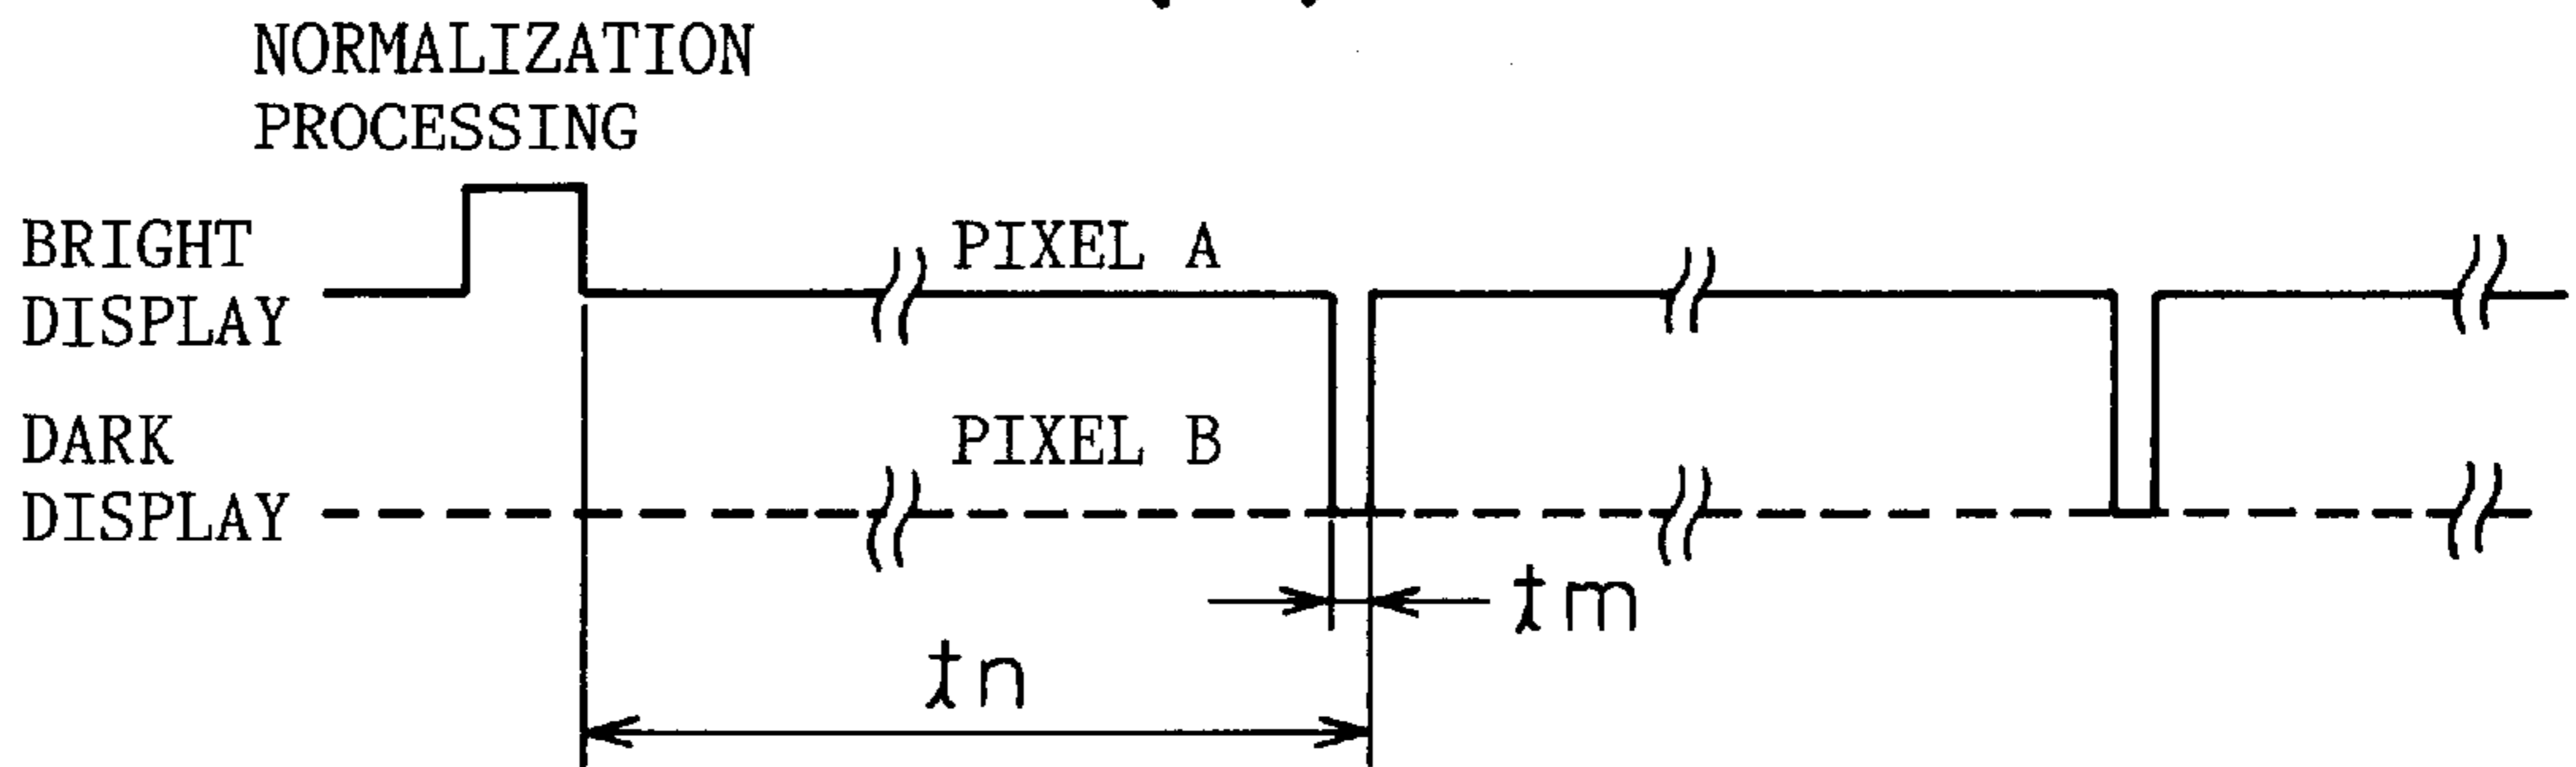 NORMALIZATION
PROCESSING
BRIGHT
DISPLAY
PIXEL A
DARK
DISPLAY
PIXEL B
tm
tn